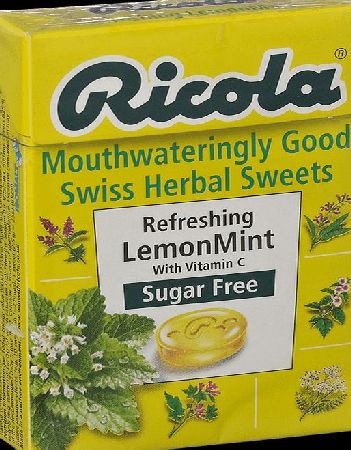 Ricola®
Mouthwateringly Good
Swiss Herbal Sweets
Refreshing
LemonMint
With Vitamin C
Sugar Free